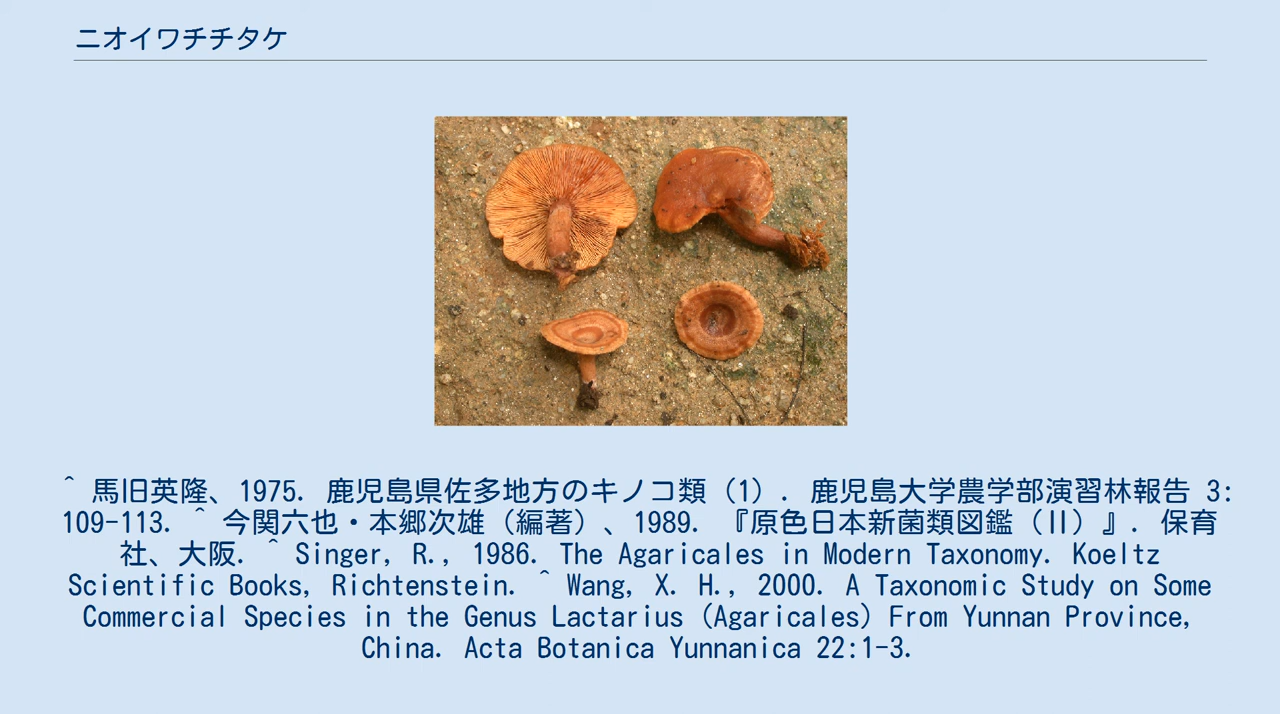 ニオイワチチタケ
^ 馬旧英隆、1975. 鹿児島県佐多地方のキノコ類（1）. 鹿児島大学農学部演習林報告 3:
109-113. ^ 今関六也・本郷次雄（編著）、1989. 『原色日本新菌類図鑑（II）』. 保育
社、大阪. ^ Singer, R., 1986. The Agaricales in Modern Taxonomy. Koeltz
Scientific Books, Richtenstein. ^ Wang, X. H., 2000. A Taxonomic Study on Some
Commercial Species in the Genus Lactarius (Agaricales) From Yunnan Province,
China. Acta Botanica Yunnanica 22:1-3.